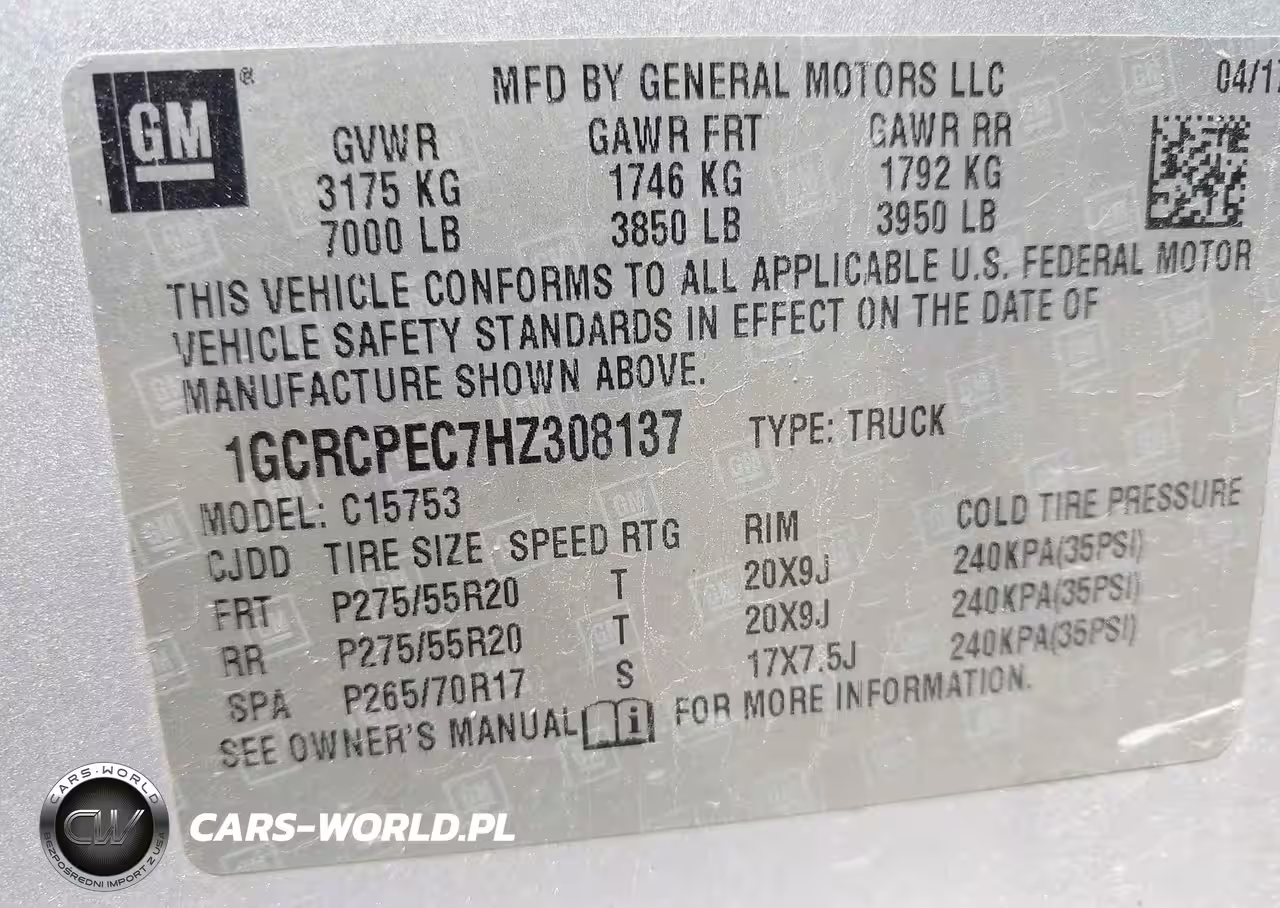 GM ® MFD BY GENERAL MOTORS LLC 04/17
GVWR GAWR FRT GAWR RR
3175 KG 1746 KG 1792 KG
7000 LB 3850 LB 3950 LB
THIS VEHICLE CONFORMS TO ALL APPLICABLE U.S. FEDERAL MOTOR
VEHICLE SAFETY STANDARDS IN EFFECT ON THE DATE OF
MANUFACTURE SHOWN ABOVE.
1GCRCPEC7HZ308137 TYPE: TRUCK
MODEL: C15753
CJDD TIRE SIZE SPEED RTG RIM COLD TIRE PRESSURE
FRT P275/55R20 T 20X9J 240KPA(35PSI)
RR P275/55R20 T 20X9J 240KPA(35PSI)
SPA P265/70R17 S 17X7.5J 240KPA(35PSI)
SEE OWNER'S MANUAL i FOR MORE INFORMATION.
CARS-WORLD
CW
BEZPOŚREDNI IMPORT Z USA
CARS-WORLD.PL